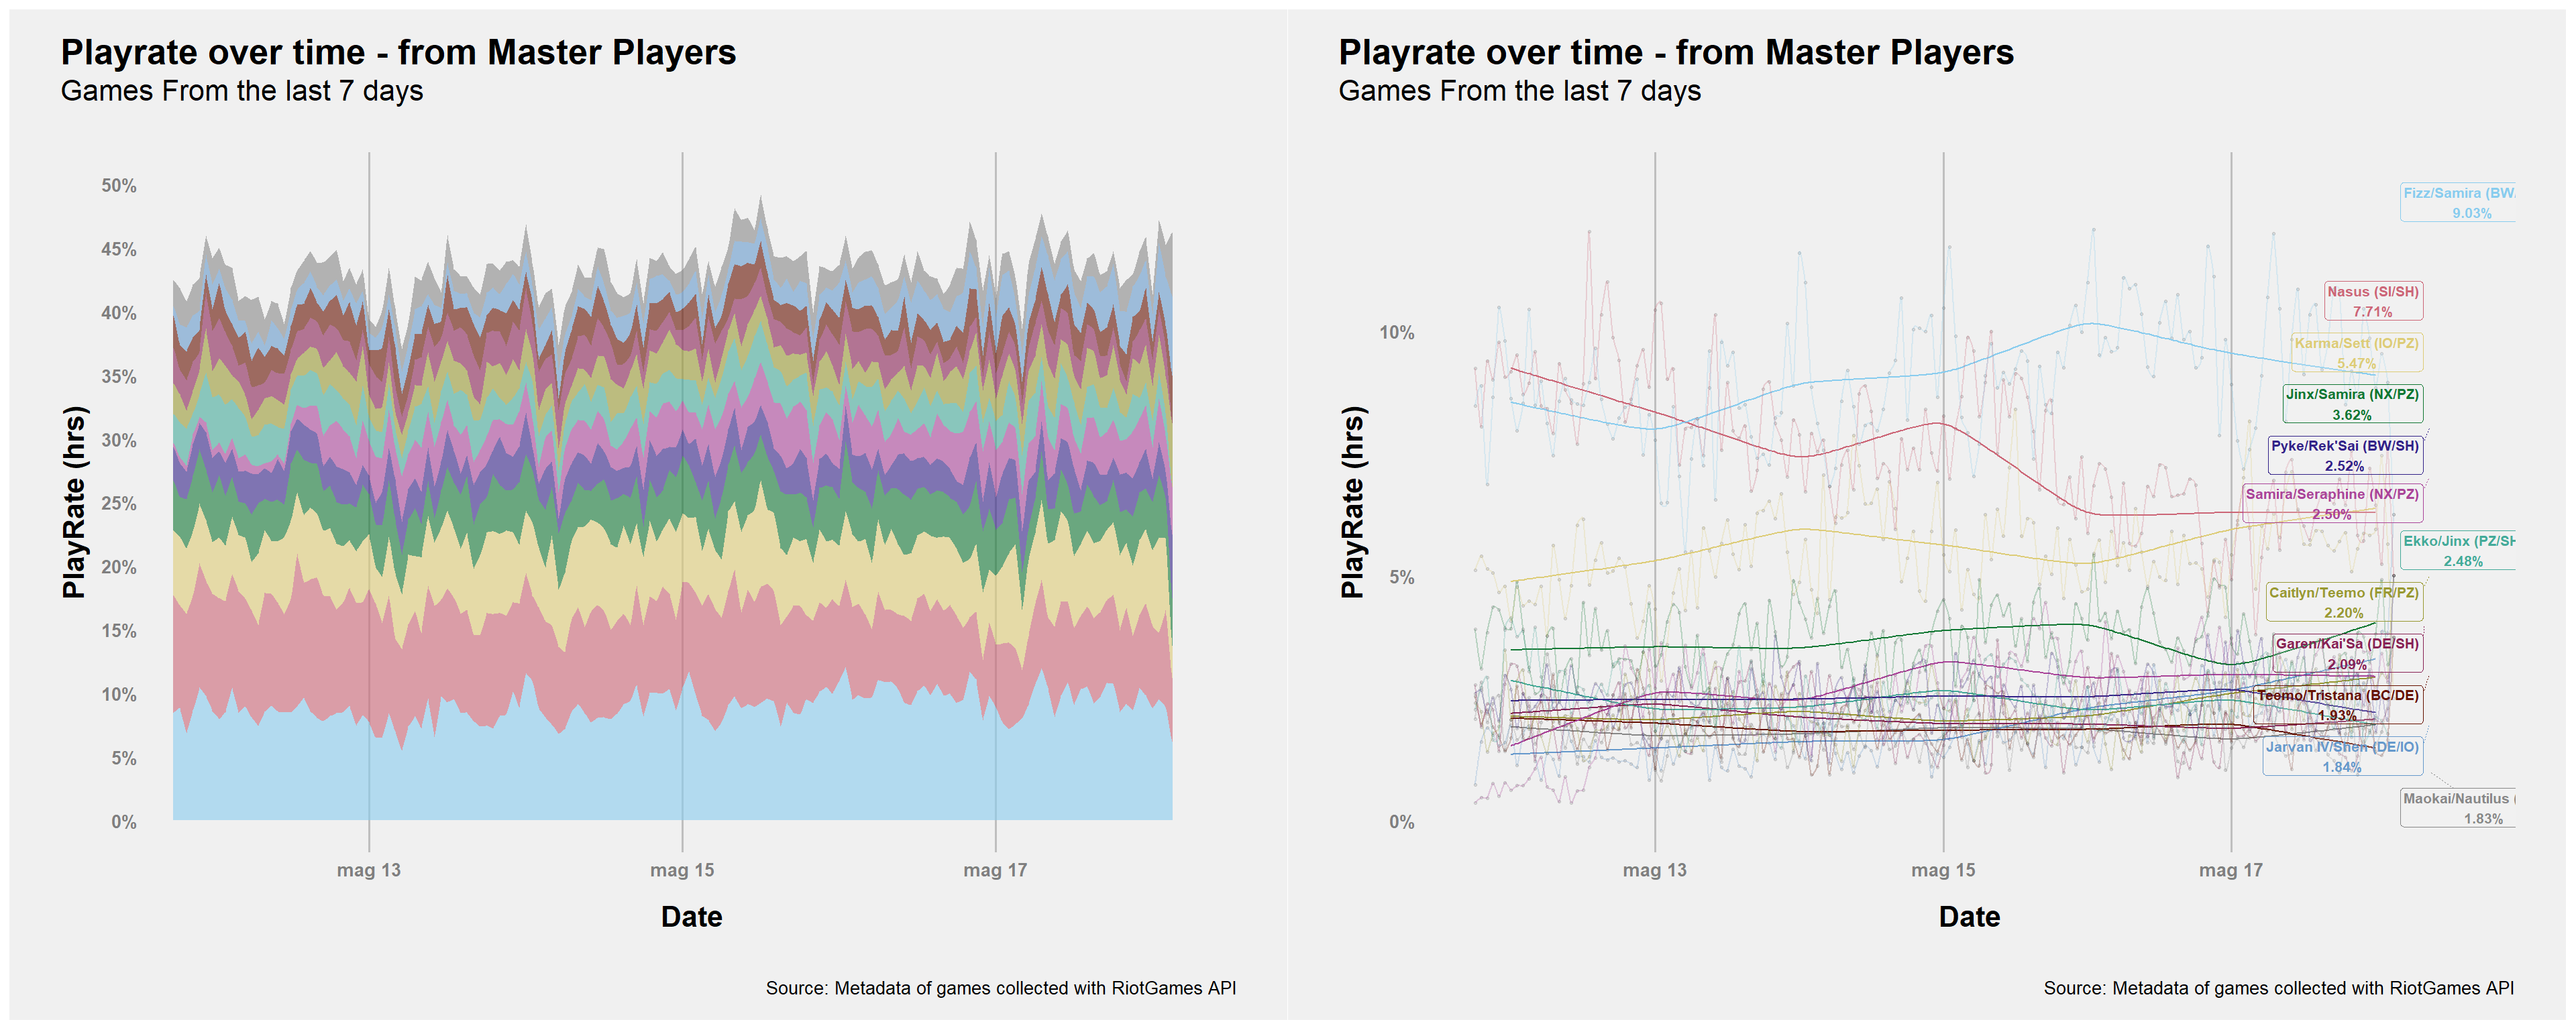 Playrate over time - from Master Players
Games From the last 7 days
PlayRate (hrs)
50%
45%
40%
35%
30%
25%
20%
15%
10%
5%
0%
mag 13
mag 15
mag 17
Date
Source: Metadata of games collected with RiotGames API
Playrate over time - from Master Players
Games From the last 7 days
PlayRate (hrs)
10%
5%
0%
Fizz/Samira (BW
9.03%
Nasus (SI/SH)
7.71%
Karma/Sett (IO/PZ)
5.47%
Jinx/Samira (NX/PZ)
3.62%
Pyke/Rek'Sai (BW/SH)
2.52%
Samira/Seraphine (NX/PZ)
2.50%
Ekko/Jinx (PZ/SH
2.48%
Caitlyn/Teemo (FR/PZ)
2.20%
Garen/Kai'Sa (DE/SH)
2.09%
Teemo/Tristana (BC/DE)
1.93%
Jarvan IV/Shen (DE/IO)
1.84%
Maokai/Nautilus (
1.83%
mag 13
mag 15
mag 17
Date
Source: Metadata of games collected with RiotGames API